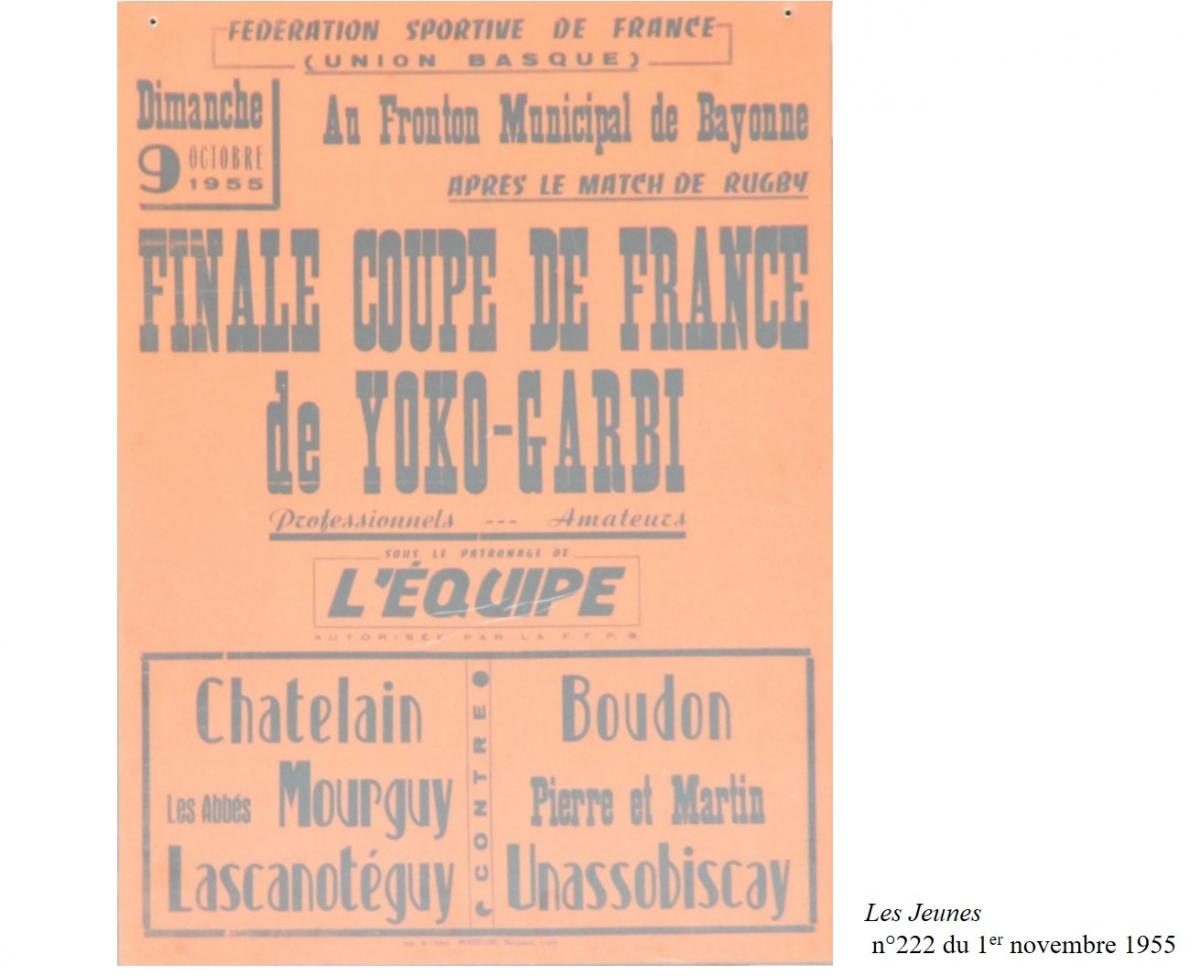 FEDERATION SPORTIVE DE FRANCE
(UNION BASQUE)
Dimanche
9 OCTOBRE
1955
Au Fronton Municipal de Bayonne
APRES LE MATCH DE RUGBY
FINALE COUPE DE FRANCE
de YOKO-GARBI
Professionnels --- Amateurs
SOUS LE PATRONAGE DE
L'ÉQUIPE
AUTORISÉE PAR LA F.F.P.B
Chatelain
Les Abbés Mourguy
Lascanotéguy
CONTRE
Boudon
Pierre et Martin
Unassobiscay
Les Jeunes
n°222 du 1er novembre 1955